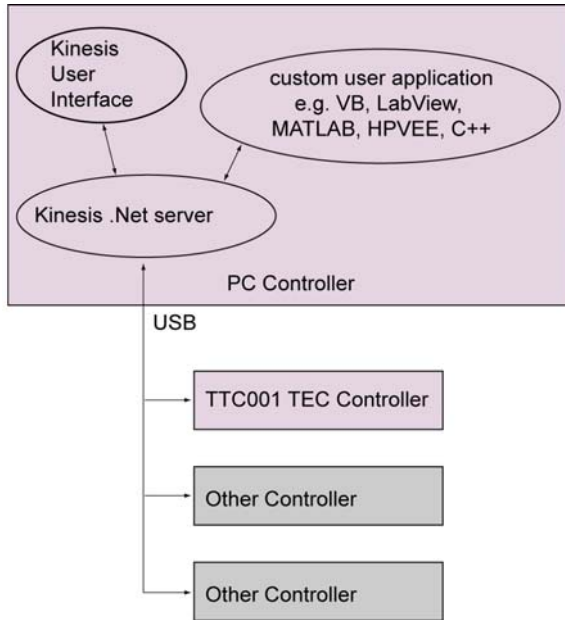 Kinesis
User
Interface
custom user application
e.g. VB, LabView,
MATLAB, HPVEE, C++
Kinesis .Net server
PC Controller
USB
TTC001 TEC Controller
Other Controller
Other Controller